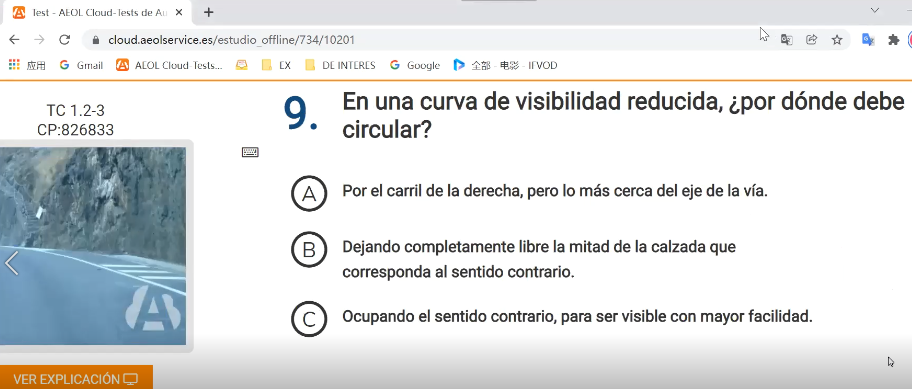 Test - AEOL Cloud-Tests de Au
cloud.aeolservice.es/estudio_offline/734/10201
应用 Gmail AEOL Cloud-Tests... EX DE INTERES Google 全部 - 电影 - IFVOD
TC 1.2-3
CP:826833
9. En una curva de visibilidad reducida, ¿por dónde debe
circular?
A Por el carril de la derecha, pero lo más cerca del eje de la vía.
B Dejando completamente libre la mitad de la calzada que
corresponda al sentido contrario.
C Ocupando el sentido contrario, para ser visible con mayor facilidad.
VER EXPLICACIÓN